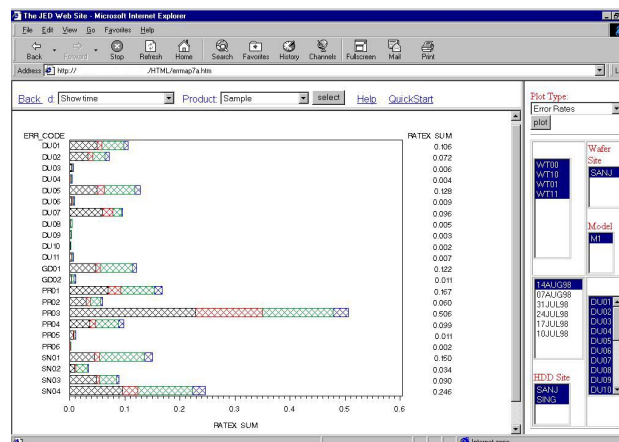 The JED Web Site - Microsoft Internet Explorer
File Edit View Go Favorites Help
Back Forward Stop Refresh Home Search Favorites History Channels Fullscreen Mail Print
Address http:// /HTML/errmap7a.htm
Back d: Showtime Product: Sample select Help QuickStart
ERR_CODE RATEX SUM
DU01 0.106
DU02 0.072
DU03 0.006
DU04 0.004
DU05 0.128
DU06 0.009
DU07 0.096
DU08 0.005
DU09 0.003
DU10 0.002
DU11 0.007
GD01 0.122
GD02 0.011
PR01 0.167
PR02 0.060
PR03 0.506
PR04 0.099
PR05 0.011
PR06 0.002
SN01 0.150
SN02 0.034
SN03 0.090
SN04 0.246
0.0 0.1 0.2 0.3 0.4 0.5 0.6
RATEX SUM
Plot Type:
Error Rates
plot
WT00
WT10
WT01
WT11
Wafer
Site
SANJ
Model
M1
14AUG98
07AUG98
31JUL98
24JUL98
17JUL98
10JUL98
HDD Site
SANJ
SING
DU01
DU02
DU03
DU04
DU05
DU06
DU07
DU08
DU09
DU10